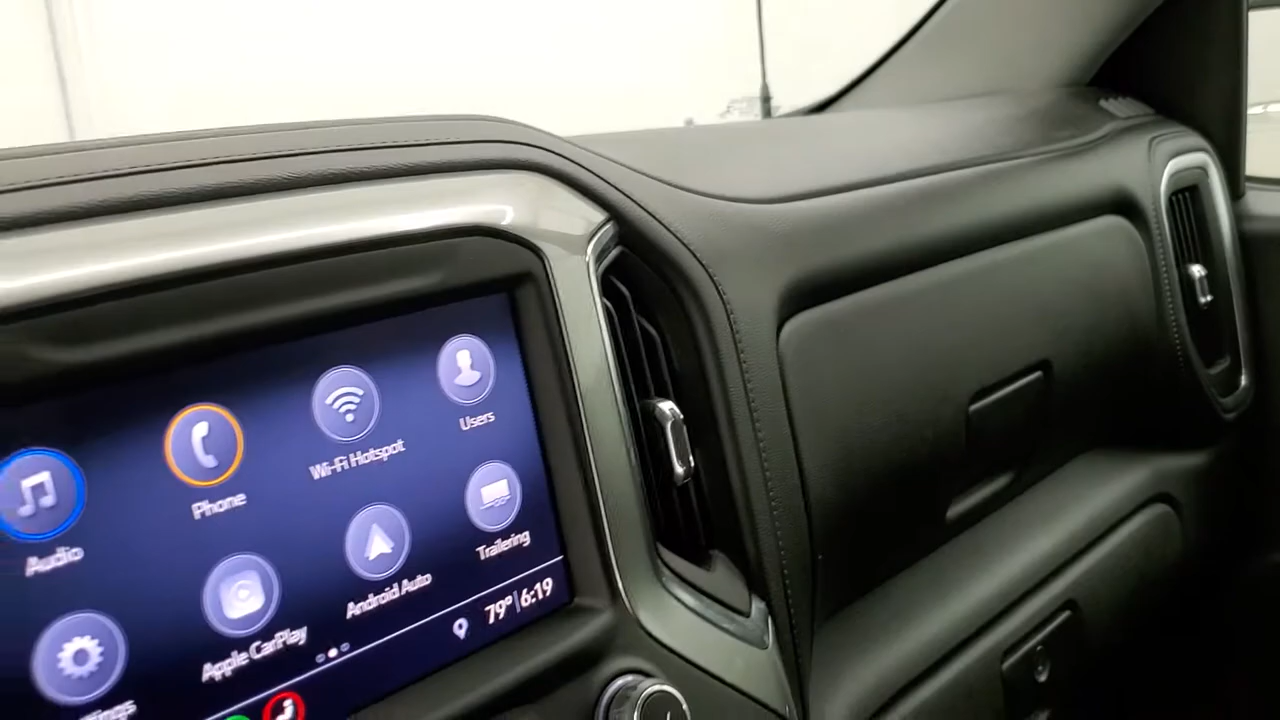 Audio
Phone
Wi-Fi Hotspot
Users
Apple CarPlay
Android Auto
Trailering
79° 6:19